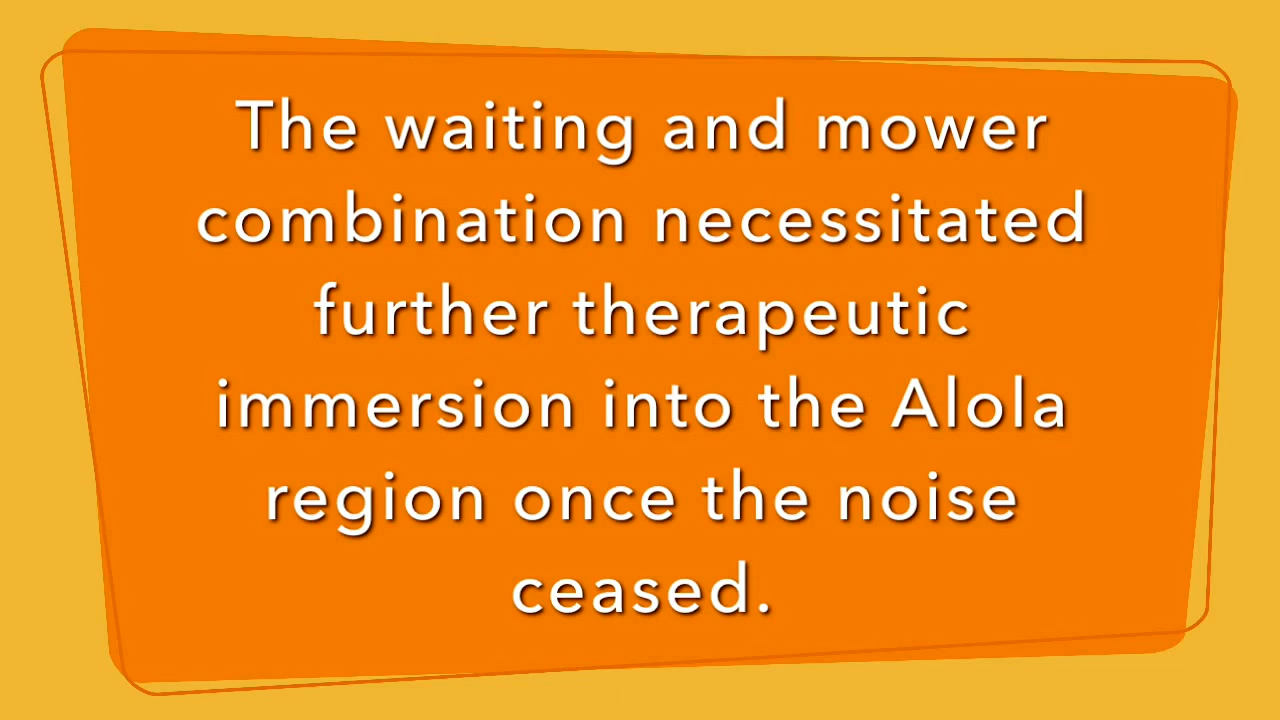 The waiting and mower
combination necessitated
further therapeutic
immersion into the Alola
region once the noise
ceased.